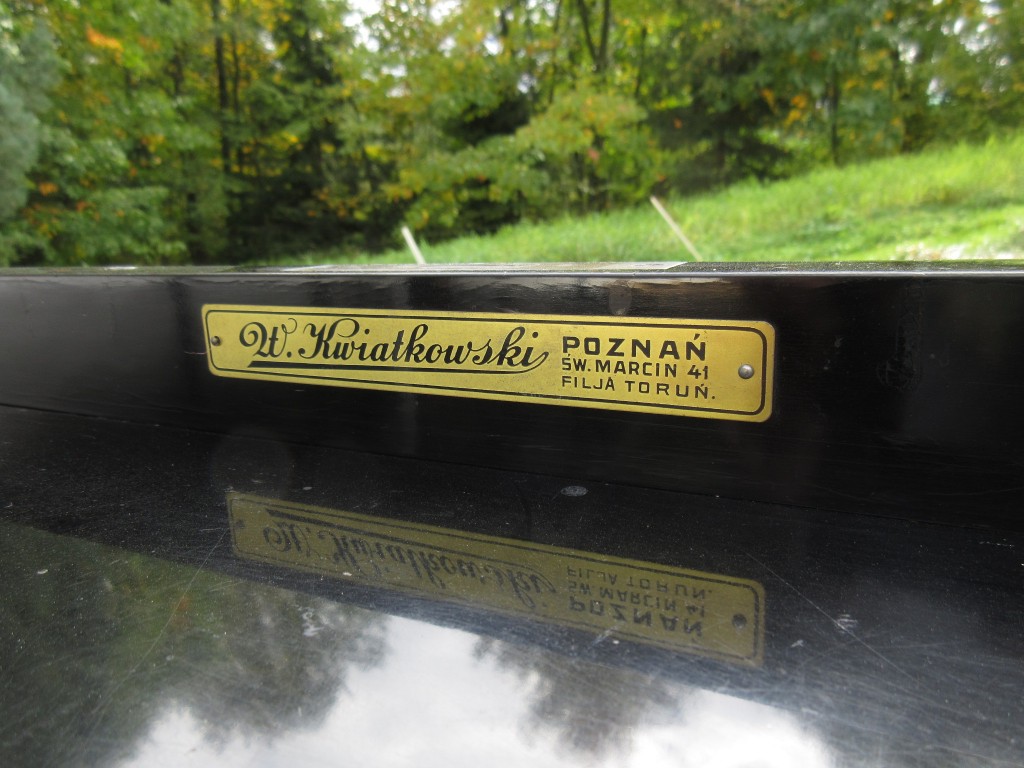 W. Kwiatkowski
POZNAŃ
ŚW. MARCIN 41
FILJA TORUŃ.